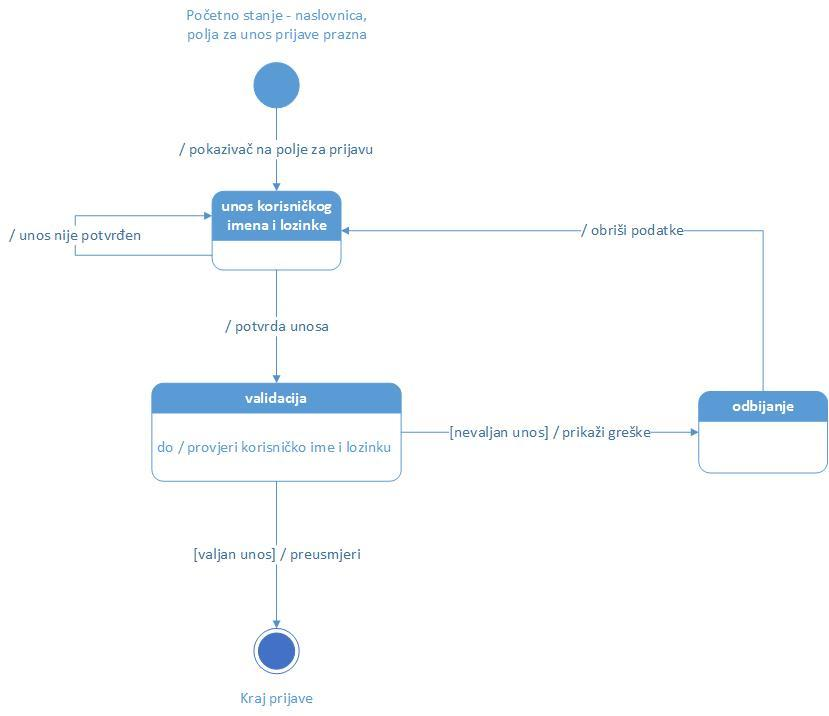 Početno stanje - naslovnica,
polja za unos prijave prazna
/ pokazivač na polje za prijavu
unos korisničkog
imena i lozinke
/ unos nije potvrđen
/ obriši podatke
/ potvrda unosa
validacija
do / provjeri korisničko ime i lozinku
[nevaljan unos] / prikaži greške
odbijanje
[valjan unos] / preusmjeri
Kraj prijave